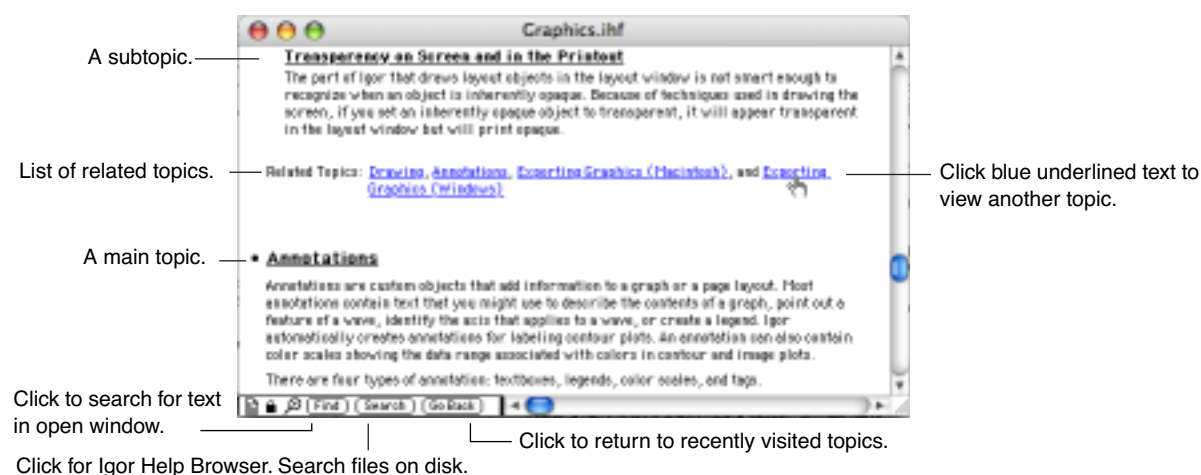 Graphics.ihf
A subtopic.
Transparency on Screen and in the Printout
The part of Igor that draws layout objects in the layout window is not smart enough to
recognize when an object is inherently opaque. Because of techniques used in drawing the
screen, if you set an inherently opaque object to transparent, it will appear transparent
in the layout window but will print opaque.
List of related topics.
Related Topics: Drawing, Annotations, Exporting Graphics (Macintosh), and Exporting
Graphics (Windows)
Click blue underlined text to
view another topic.
A main topic.
• Annotations
Annotations are custom objects that add information to a graph or a page layout. Most
annotations contain text that you might use to describe the contents of a graph, point out a
feature of a wave, identify the axis that applies to a wave, or create a legend. Igor
automatically creates annotations for labeling contour plots. An annotation can also contain
color scales showing the data range associated with colors in contour and image plots.
There are four types of annotation: textboxes, legends, color scales, and tags.
Click to search for text
in open window.
Find Search Go Back
Click to return to recently visited topics.
Click for Igor Help Browser. Search files on disk.